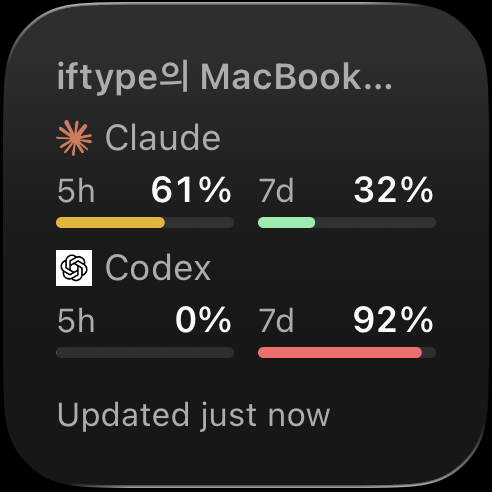 iftype의 MacBook...
Claude
5h 61% 7d 32%
Codex
5h 0% 7d 92%
Updated just now